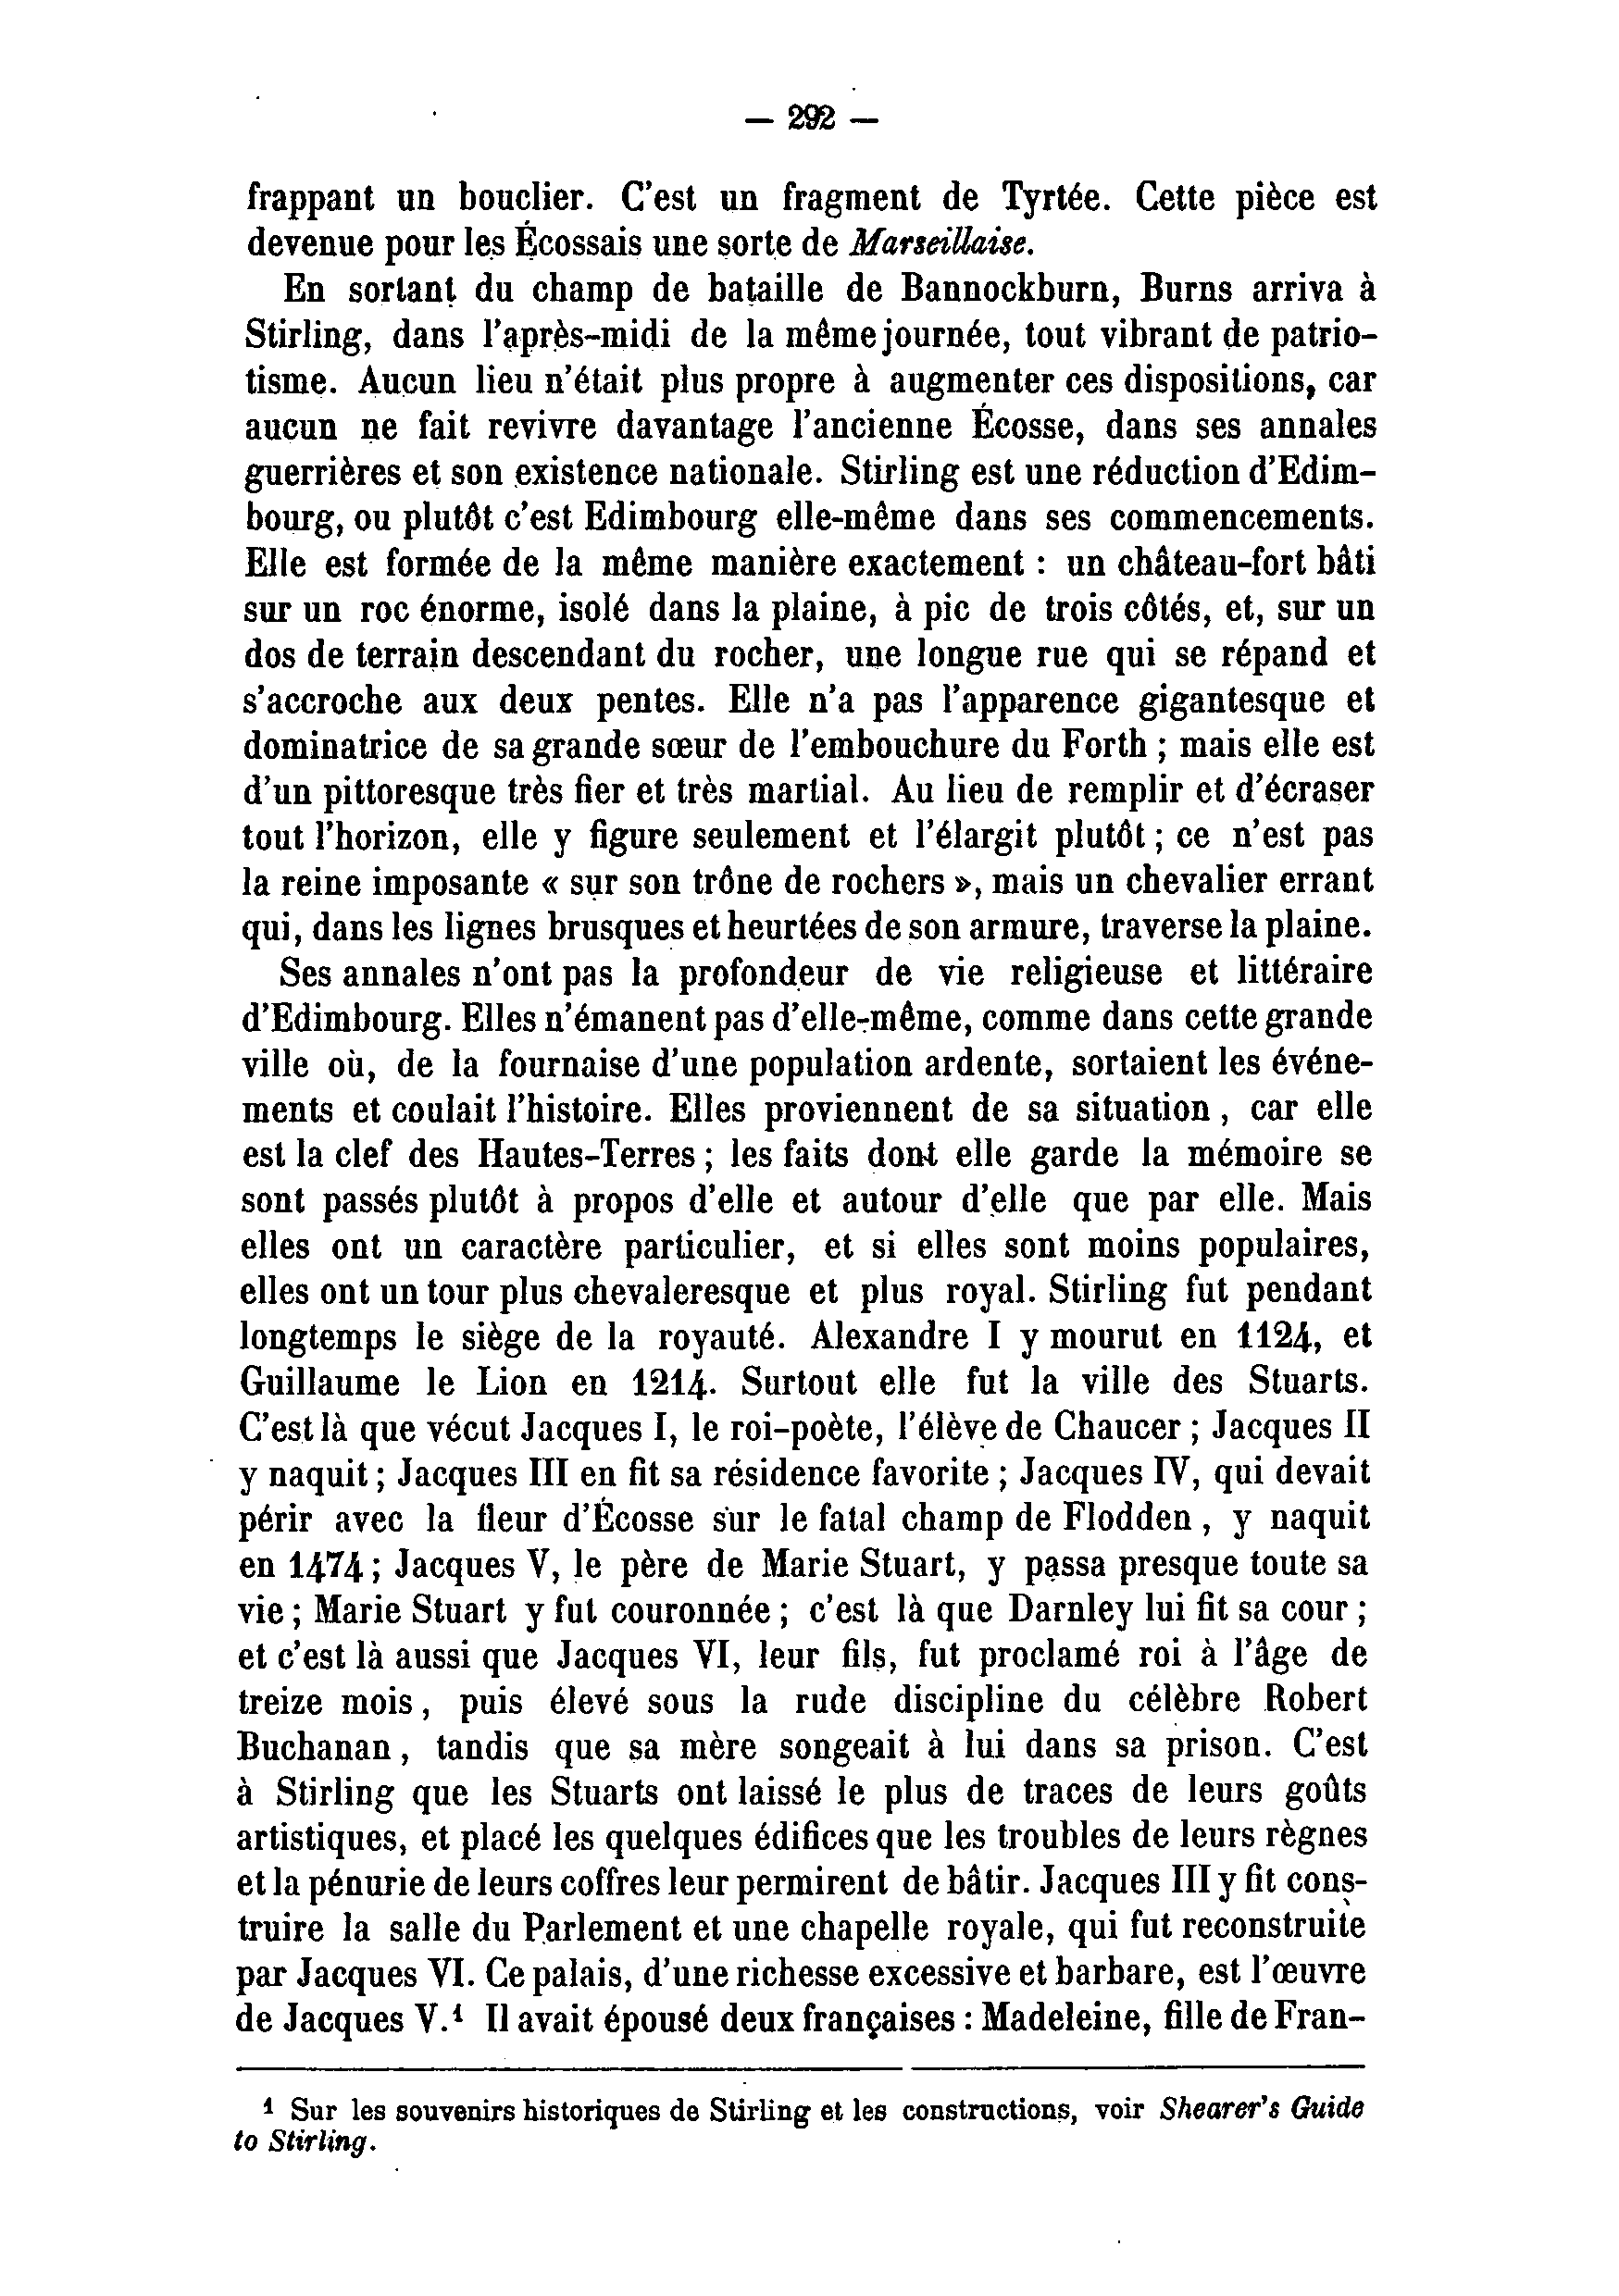 — 292 —
frappant un bouclier. C'est un fragment de Tyrtée. Cette pièce est
devenue pour les Écossais une sorte de Marseillaise.
En sortant du champ de bataille de Bannockburn, Burns arriva à
Stirling, dans l'après-midi de la même journée, tout vibrant de patrio-
tisme. Aucun lieu n'était plus propre à augmenter ces dispositions, car
aucun ne fait revivre davantage l'ancienne Écosse, dans ses annales
guerrières et son existence nationale. Stirling est une réduction d'Edim-
bourg, ou plutôt c'est Edimbourg elle-même dans ses commencements.
Elle est formée de la même manière exactement : un château-fort bâti
sur un roc énorme, isolé dans la plaine, à pic de trois côtés, et, sur un
dos de terrain descendant du rocher, une longue rue qui se répand et
s'accroche aux deux pentes. Elle n'a pas l'apparence gigantesque et
dominatrice de sa grande sœur de l'embouchure du Forth ; mais elle est
d'un pittoresque très fier et très martial. Au lieu de remplir et d'écraser
tout l'horizon, elle y figure seulement et l'élargit plutôt ; ce n'est pas
la reine imposante « sur son trône de rochers », mais un chevalier errant
qui, dans les lignes brusques et heurtées de son armure, traverse la plaine.
Ses annales n'ont pas la profondeur de vie religieuse et littéraire
d'Edimbourg. Elles n'émanent pas d'elle-même, comme dans cette grande
ville où, de la fournaise d'une population ardente, sortaient les événe-
ments et coulait l'histoire. Elles proviennent de sa situation, car elle
est la clef des Hautes-Terres ; les faits dont elle garde la mémoire se
sont passés plutôt à propos d'elle et autour d'elle que par elle. Mais
elles ont un caractère particulier, et si elles sont moins populaires,
elles ont un tour plus chevaleresque et plus royal. Stirling fut pendant
longtemps le siège de la royauté. Alexandre I y mourut en 1124, et
Guillaume le Lion en 1214. Surtout elle fut la ville des Stuarts.
C'est là que vécut Jacques I, le roi-poète, l'élève de Chaucer ; Jacques II
y naquit ; Jacques III en fit sa résidence favorite ; Jacques IV, qui devait
périr avec la fleur d'Écosse sur le fatal champ de Flodden, y naquit
en 1474 ; Jacques V, le père de Marie Stuart, y passa presque toute sa
vie ; Marie Stuart y fut couronnée ; c'est là que Darnley lui fit sa cour ;
et c'est là aussi que Jacques VI, leur fils, fut proclamé roi à l'âge de
treize mois, puis élevé sous la rude discipline du célèbre Robert
Buchanan, tandis que sa mère songeait à lui dans sa prison. C'est
à Stirling que les Stuarts ont laissé le plus de traces de leurs goûts
artistiques, et placé les quelques édifices que les troubles de leurs règnes
et la pénurie de leurs coffres leur permirent de bâtir. Jacques III y fit cons-
truire la salle du Parlement et une chapelle royale, qui fut reconstruite
par Jacques VI. Ce palais, d'une richesse excessive et barbare, est l'œuvre
de Jacques V.¹ Il avait épousé deux françaises : Madeleine, fille de Fran-
¹ Sur les souvenirs historiques de Stirling et les constructions, voir Shearer's Guide
to Stirling.